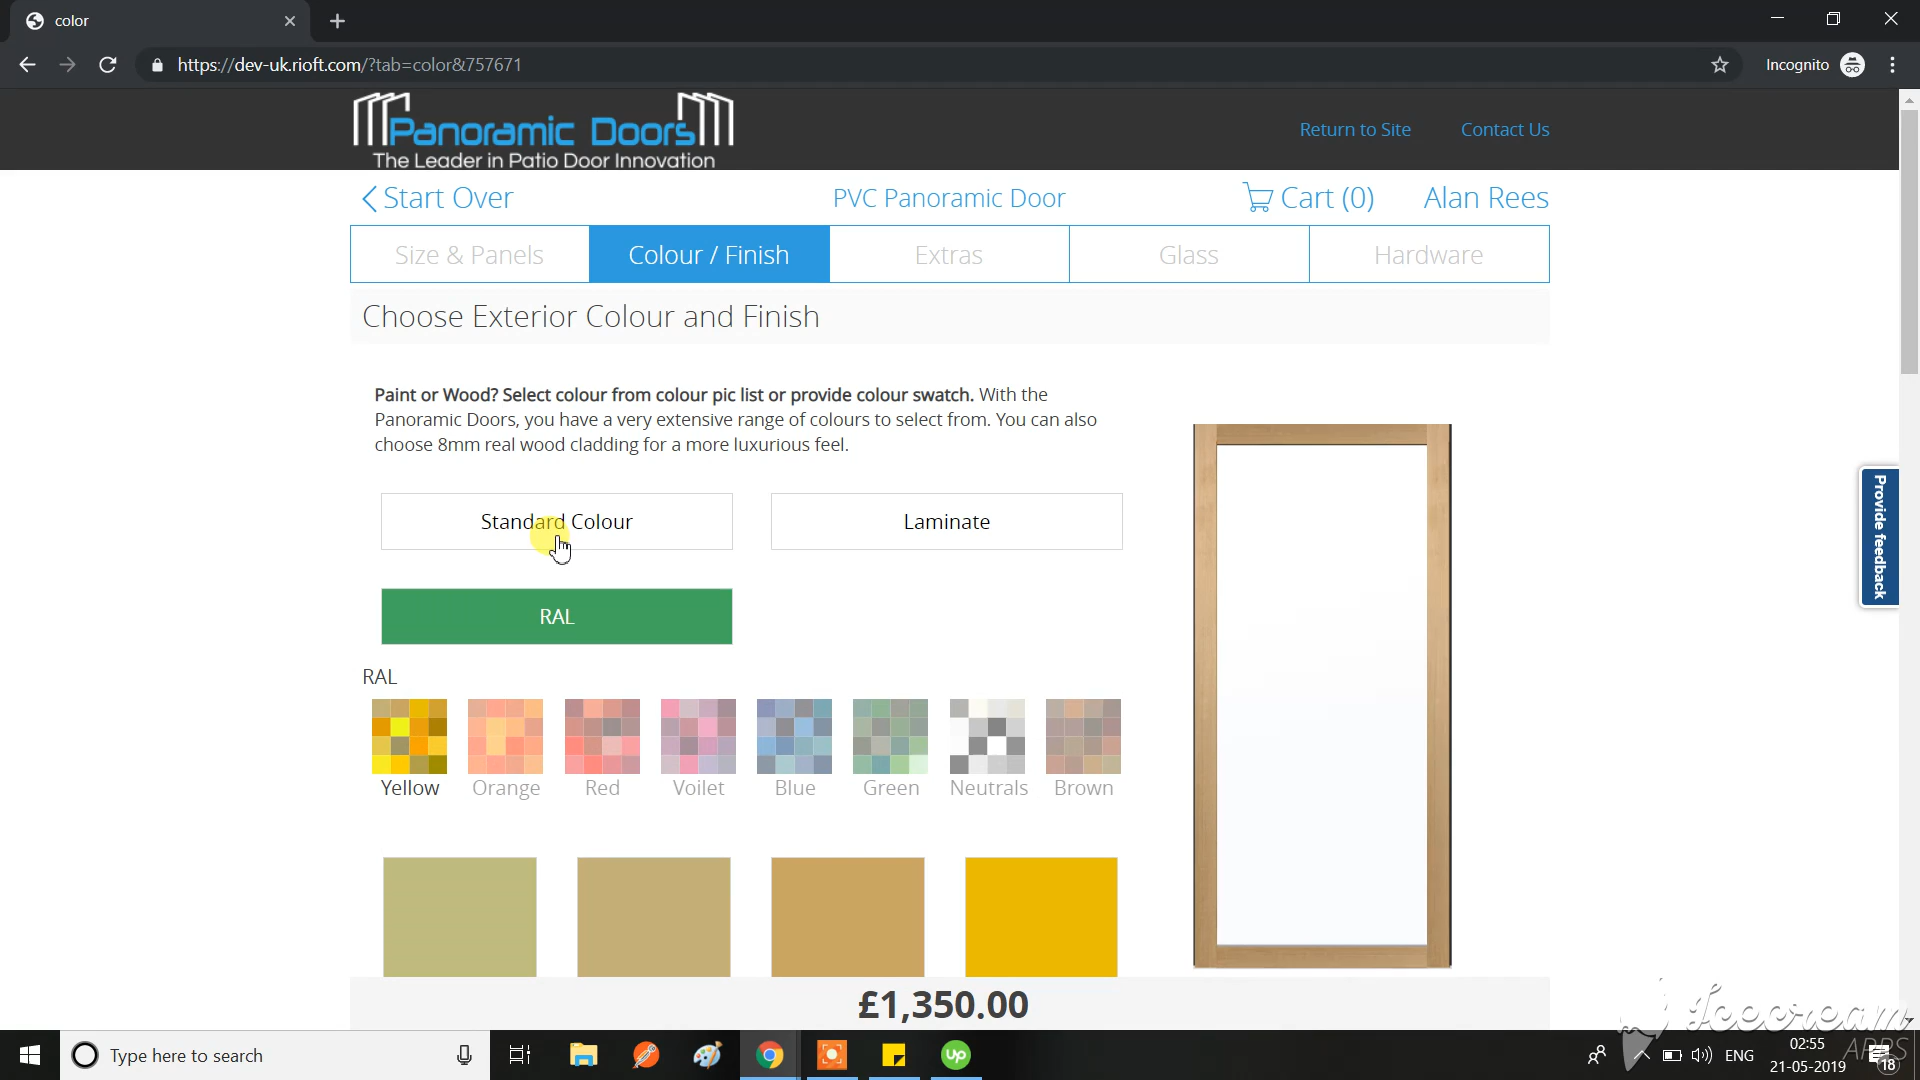 color
https://dev-uk.rioft.com/?tab=color&757671
Incognito
Panoramic Doors
The Leader in Patio Door Innovation
Return to Site
Contact Us
Start Over
PVC Panoramic Door
Cart (0)
Alan Rees
Size & Panels
Colour / Finish
Extras
Glass
Hardware
Choose Exterior Colour and Finish
Paint or Wood? Select colour from colour pic list or provide colour swatch. With the
Panoramic Doors, you have a very extensive range of colours to select from. You can also
choose 8mm real wood cladding for a more luxurious feel.
Standard Colour
Laminate
RAL
RAL
Yellow
Orange
Red
Voilet
Blue
Green
Neutrals
Brown
Provide feedback
£1,350.00
Icecream
APPS
Type here to search
up
ENG
02:55
21-05-2019
18